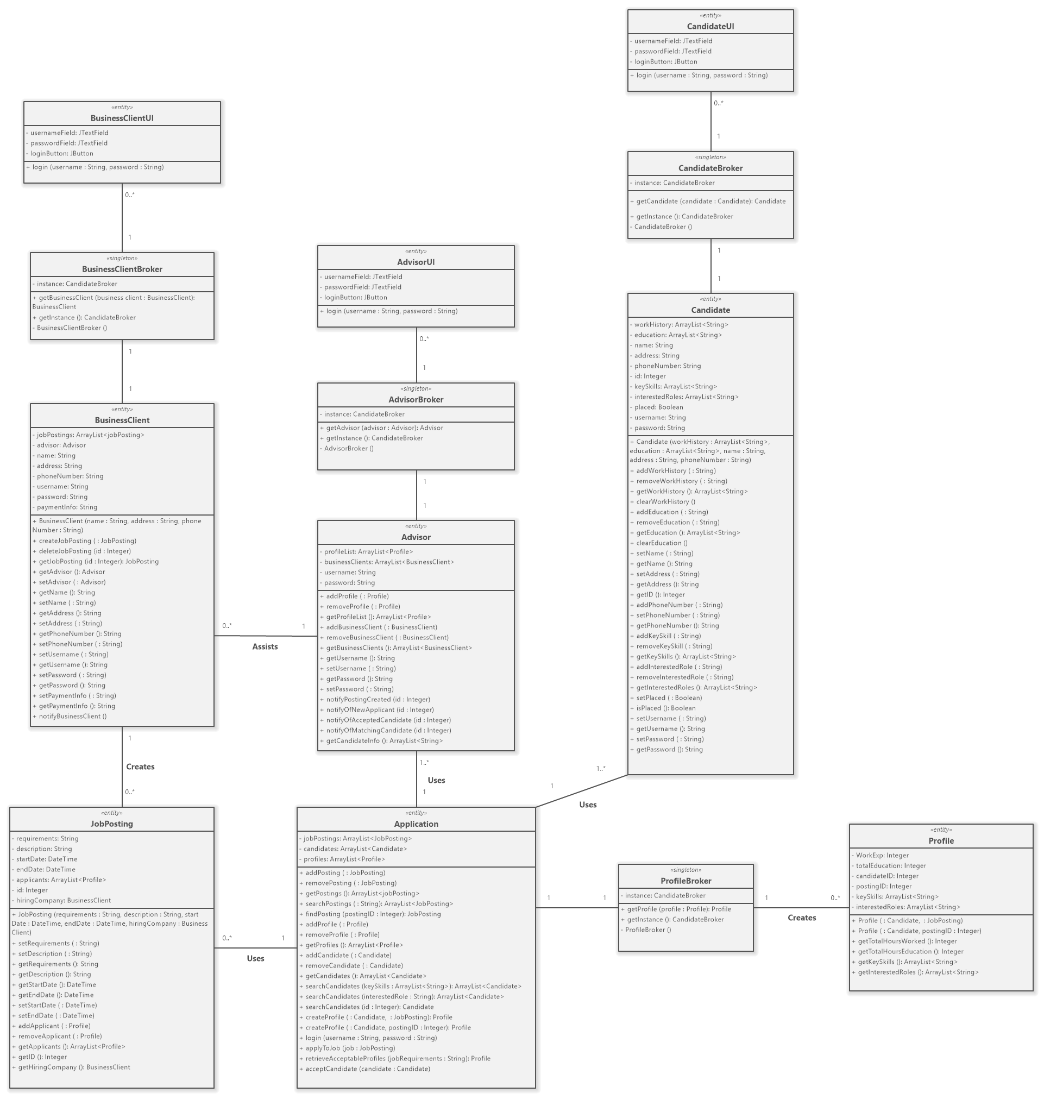 «entity»
CandidateUI
- usernameField: JTextField
- passwordField: JTextField
- loginButton: JButton
+ login (username : String, password : String)
0..*
1
«entity»
BusinessClientUI
- usernameField: JTextField
- passwordField: JTextField
- loginButton: JButton
+ login (username : String, password : String)
0..*
1
«singleton»
CandidateBroker
- instance: CandidateBroker
+ getCandidate (candidate : Candidate): Candidate
+ getInstance (): CandidateBroker
- CandidateBroker ()
1
1
«singleton»
BusinessClientBroker
- instance: CandidateBroker
+ getBusinessClient (business client : BusinessClient):
BusinessClient
+ getInstance (): CandidateBroker
- BusinessClientBroker ()
1
1
«entity»
AdvisorUI
- usernameField: JTextField
- passwordField: JTextField
- loginButton: JButton
+ login (username : String, password : String)
0..*
1
«singleton»
AdvisorBroker
- instance: CandidateBroker
+ getAdvisor (advisor : Advisor): Advisor
+ getInstance (): CandidateBroker
- AdvisorBroker ()
1
1
«entity»
Candidate
- workHistory: ArrayList<String>
- education: ArrayList<String>
- name: String
- address: String
- phoneNumber: String
- id: Integer
- keySkills: ArrayList<String>
- interestedRoles: ArrayList<String>
- placed: Boolean
- username: String
- password: String
+ Candidate (workHistory : ArrayList<String>,
education : ArrayList<String>, name : String,
address : String, phoneNumber : String)
+ addWorkHistory ( : String)
+ removeWorkHistory ( : String)
+ getWorkHistory (): ArrayList<String>
+ clearWorkHistory ()
+ addEducation ( : String)
+ removeEducation ( : String)
+ getEducation (): ArrayList<String>
+ clearEducation ()
+ setName ( : String)
+ getName (): String
+ setAddress ( : String)
+ getAddress (): String
+ getID (): Integer
+ addPhoneNumber ( : String)
+ setPhoneNumber ( : String)
+ getPhoneNumber (): String
+ addKeySkill ( : String)
+ removeKeySkill ( : String)
+ getKeySkills (): ArrayList<String>
+ addInterestedRole ( : String)
+ removeInterestedRole ( : String)
+ getInterestedRoles (): ArrayList<String>
+ setPlaced ( : Boolean)
+ isPlaced (): Boolean
+ setUsername ( : String)
+ getUsername (): String
+ setPassword ( : String)
+ getPassword (): String
«entity»
BusinessClient
- jobPostings: ArrayList<jobPosting>
- advisor: Advisor
- name: String
- address: String
- phoneNumber: String
- username: String
- password: String
- paymentInfo: String
+ BusinessClient (name : String, address : String, phone
Number : String)
+ createJobPosting ( : JobPosting)
+ deleteJobPosting (id : Integer)
+ getJobPosting (id : Integer): JobPosting
+ getAdvisor (): Advisor
+ setAdvisor ( : Advisor)
+ getName (): String
+ setName ( : String)
+ getAddress (): String
+ setAddress ( : String)
+ getPhoneNumber (): String
+ setPhoneNumber ( : String)
+ setUsername ( : String)
+ getUsername (): String
+ setPassword ( : String)
+ getPassword (): String
+ setPaymentInfo ( : String)
+ getPaymentInfo (): String
+ notifyBusinessClient ()
0..*
1
Assists
«entity»
Advisor
- profileList: ArrayList<Profile>
- businessClients: ArrayList<BusinessClient>
- username: String
- password: String
+ addProfile ( : Profile)
+ removeProfile ( : Profile)
+ getProfileList (): ArrayList<Profile>
+ addBusinessClient ( : BusinessClient)
+ removeBusinessClient ( : BusinessClient)
+ getBusinessClients (): ArrayList<BusinessClient>
+ getUsername (): String
+ setUsername ( : String)
+ getPassword (): String
+ setPassword ( : String)
+ notifyPostingCreated (id : Integer)
+ notifyOfNewApplicant (id : Integer)
+ notifyOfAcceptedCandidate (id : Integer)
+ notifyOfMatchingCandidate (id : Integer)
+ getCandidateInfo (): ArrayList<String>
1
Creates
0..*
1..*
Uses
1
1..*
1
Uses
«entity»
JobPosting
- requirements: String
- description: String
- startDate: DateTime
- endDate: DateTime
- applicants: ArrayList<Profile>
- id: Integer
- hiringCompany: BusinessClient
+ JobPosting (requirements : String, description : String, start
Date : DateTime, endDate : DateTime, hiringCompany : Business
Client)
+ setRequirements ( : String)
+ setDescription ( : String)
+ getRequirements (): String
+ getDescription (): String
+ getStartDate (): DateTime
+ getEndDate (): DateTime
+ setStartDate ( : DateTime)
+ setEndDate ( : DateTime)
+ addApplicant ( : Profile)
+ removeApplicant ( : Profile)
+ getApplicants (): ArrayList<Profile>
+ getID (): Integer
+ getHiringCompany (): BusinessClient
0..*
1
Uses
«entity»
Application
- jobPostings: ArrayList<JobPosting>
- candidates: ArrayList<Candidate>
- profiles: ArrayList<Profile>
+ addPosting ( : JobPosting)
+ removePosting ( : JobPosting)
+ getPostings (): ArrayList<jobPosting>
+ searchPostings ( : String): ArrayList<JobPosting>
+ findPosting (postingID : Integer): JobPosting
+ addProfile ( : Profile)
+ removeProfile ( : Profile)
+ getProfiles (): ArrayList<Profile>
+ addCandidate ( : Candidate)
+ removeCandidate ( : Candidate)
+ getCandidates (): ArrayList<Candidate>
+ searchCandidates (keySkills : ArrayList<String>): ArrayList<Candidate>
+ searchCandidates (interestedRole : String): ArrayList<Candidate>
+ searchCandidates (id : Integer): Candidate
+ createProfile ( : Candidate,  : JobPosting): Profile
+ createProfile ( : Candidate, postingID : Integer): Profile
+ login (username : String, password : String)
+ applyToJob (job : JobPosting)
+ retrieveAcceptableProfiles (jobRequirements : String): Profile
+ acceptCandidate (candidate : Candidate)
1
1
«singleton»
ProfileBroker
- instance: CandidateBroker
+ getProfile (profile : Profile): Profile
+ getInstance (): CandidateBroker
- ProfileBroker ()
1
0..*
Creates
«entity»
Profile
- WorkExp: Integer
- totalEducation: Integer
- candidateID: Integer
- postingID: Integer
- keySkills: ArrayList<String>
- interestedRoles: ArrayList<String>
+ Profile ( : Candidate,  : JobPosting)
+ Profile ( : Candidate, postingID : Integer)
+ getTotalHoursWorked (): Integer
+ getTotalHoursEducation (): Integer
+ getKeySkills (): ArrayList<String>
+ getInterestedRoles (): ArrayList<String>